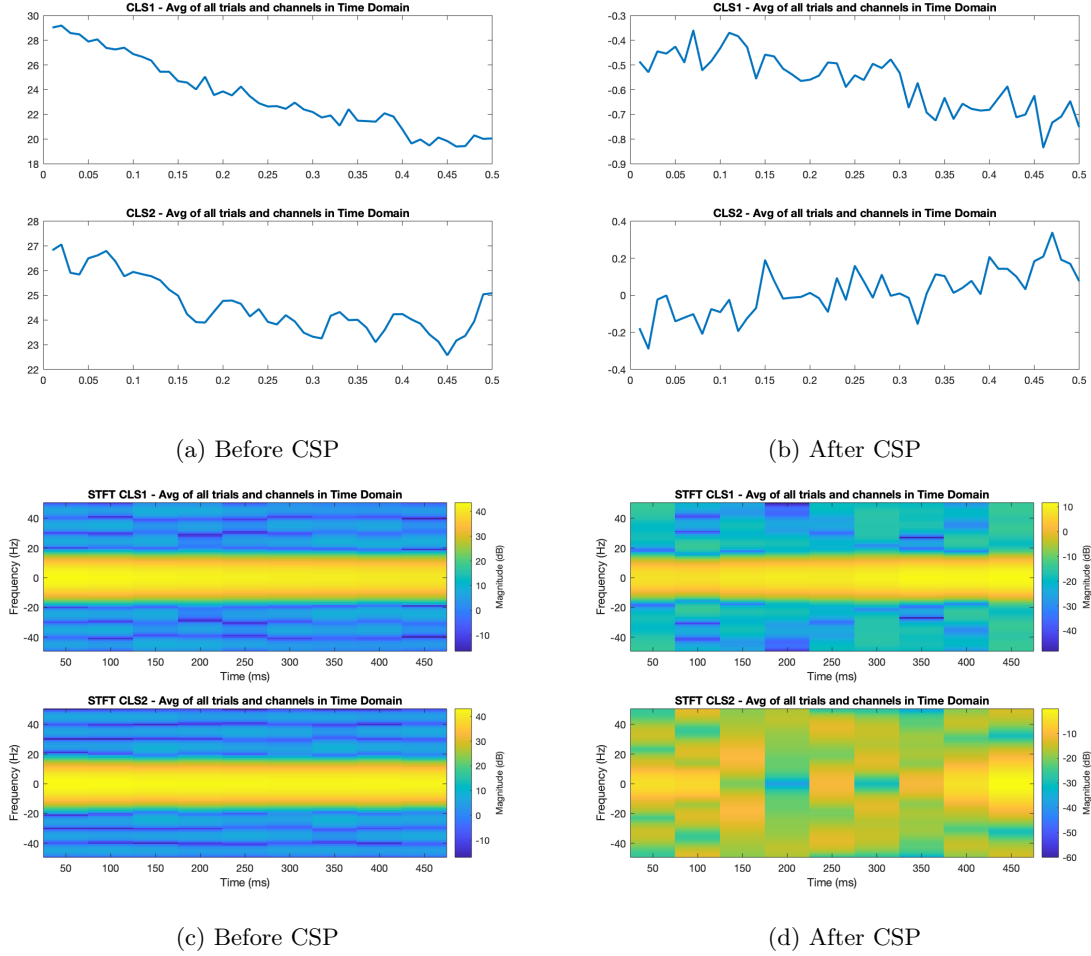 CLS1 - Avg of all trials and channels in Time Domain
30
28
26
24
22
20
18
0 0.05 0.1 0.15 0.2 0.25 0.3 0.35 0.4 0.45 0.5
CLS2 - Avg of all trials and channels in Time Domain
28
27
26
25
24
23
22
0 0.05 0.1 0.15 0.2 0.25 0.3 0.35 0.4 0.45 0.5
(a) Before CSP
CLS1 - Avg of all trials and channels in Time Domain
-0.3
-0.4
-0.5
-0.6
-0.7
-0.8
-0.9
0 0.05 0.1 0.15 0.2 0.25 0.3 0.35 0.4 0.45 0.5
CLS2 - Avg of all trials and channels in Time Domain
0.4
0.2
0
-0.2
-0.4
0 0.05 0.1 0.15 0.2 0.25 0.3 0.35 0.4 0.45 0.5
(b) After CSP
STFT CLS1 - Avg of all trials and channels in Time Domain
Frequency (Hz)
40
20
0
-20
-40
50 100 150 200 250 300 350 400 450
Time (ms)
40
30
20
10
0
-10
Magnitude (dB)
STFT CLS2 - Avg of all trials and channels in Time Domain
Frequency (Hz)
40
20
0
-20
-40
50 100 150 200 250 300 350 400 450
Time (ms)
40
30
20
10
0
-10
Magnitude (dB)
(c) Before CSP
STFT CLS1 - Avg of all trials and channels in Time Domain
Frequency (Hz)
40
20
0
-20
-40
50 100 150 200 250 300 350 400 450
Time (ms)
10
0
-10
-20
-30
-40
Magnitude (dB)
STFT CLS2 - Avg of all trials and channels in Time Domain
Frequency (Hz)
40
20
0
-20
-40
50 100 150 200 250 300 350 400 450
Time (ms)
-10
-20
-30
-40
-50
-60
Magnitude (dB)
(d) After CSP